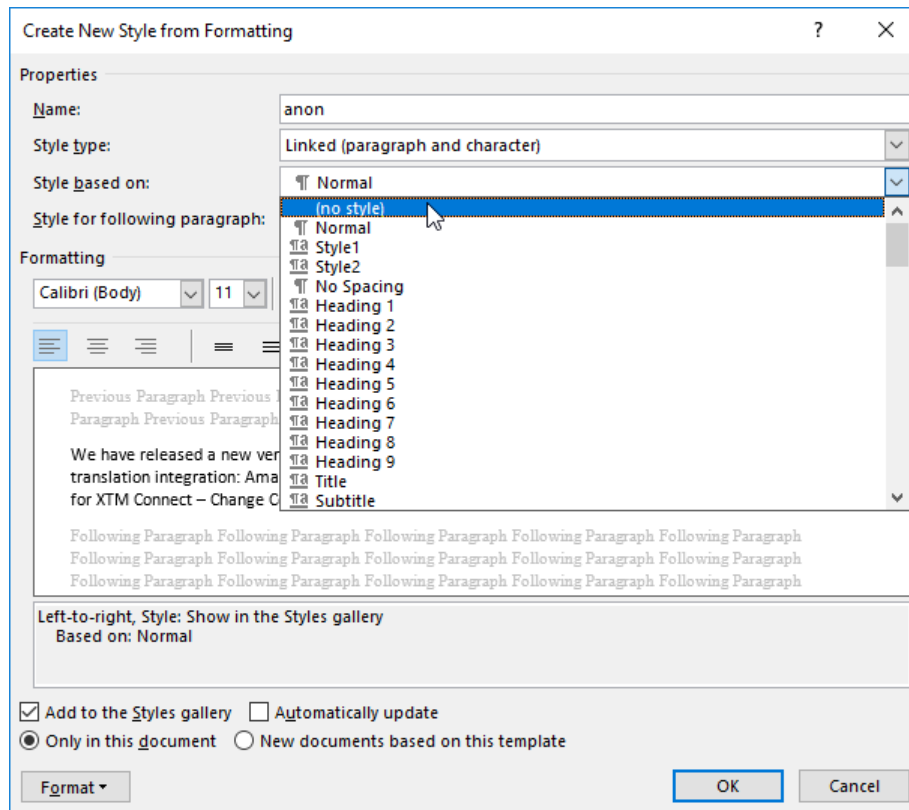 Create New Style from Formatting
?
Properties
Name:
anon
Style type:
Linked (paragraph and character)
Style based on:
¶ Normal
Style for following paragraph:
(no style)
¶ Normal
¶a Style1
¶a Style2
¶ No Spacing
¶a Heading 1
¶a Heading 2
¶a Heading 3
¶a Heading 4
¶a Heading 5
¶a Heading 6
¶a Heading 7
¶a Heading 8
¶a Heading 9
¶a Title
¶a Subtitle
Formatting
Calibri (Body)
11
Previous Paragraph Previous
Paragraph Previous Paragraph
We have released a new ver
translation integration: Ama
for XTM Connect – Change C
Following Paragraph Following Paragraph Following Paragraph Following Paragraph Following Paragraph
Following Paragraph Following Paragraph Following Paragraph Following Paragraph Following Paragraph
Following Paragraph Following Paragraph Following Paragraph Following Paragraph Following Paragraph
Left-to-right, Style: Show in the Styles gallery
Based on: Normal
Add to the Styles gallery
Automatically update
Only in this document
New documents based on this template
Format
OK
Cancel